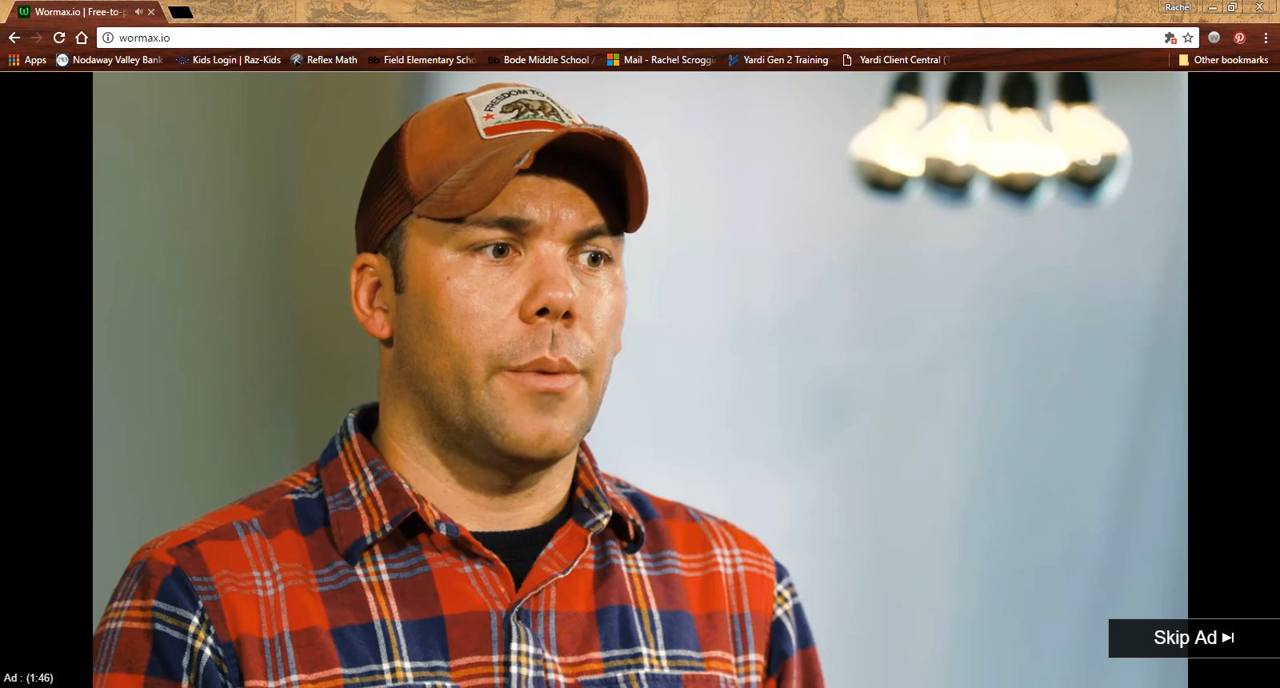 Wormax.io | Free-to-p
Rachel
wormax.io
Apps Nodaway Valley Bank Kids Login | Raz-Kids Reflex Math Field Elementary Scho Bode Middle School / Mail - Rachel Scroggi Yardi Gen 2 Training Yardi Client Central (T Other bookmarks
FREEDOM TO
Skip Ad
Ad : (1:46)